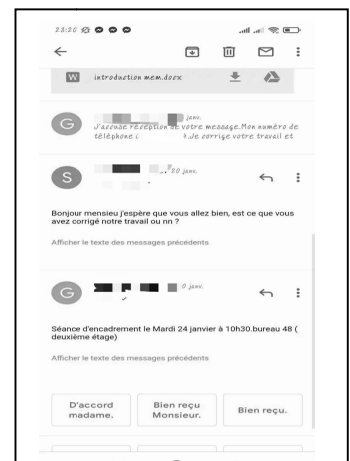 23:20
W introduction mem.docx
G janv.
J'accuse réception de votre message.Mon numéro de
téléphone .Je corrige votre travail et
S 20 janv.
Bonjour mensieu j'espère que vous allez bien, est ce que vous
avez corrigé notre travail ou nn ?
Afficher le texte des messages précédents
G 0 janv.
Séance d'encadrement le Mardi 24 janvier à 10h30.bureau 48 (
deuxième étage)
Afficher le texte des messages précédents
D'accord
madame.
Bien reçu
Monsieur.
Bien reçu.